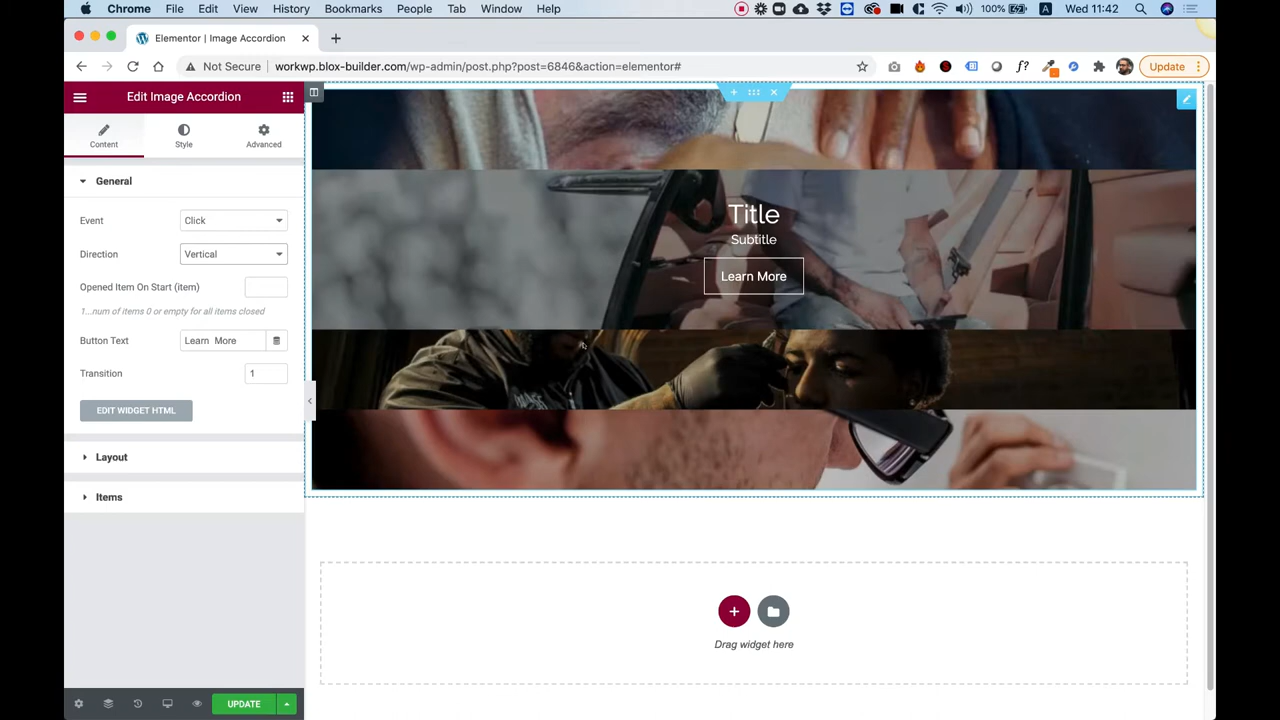 Chrome File Edit View History Bookmarks People Tab Window Help 100% A Wed 11:42
Elementor | Image Accordion
Not Secure workwp.blox-builder.com/wp-admin/post.php?post=6846&action=elementor# f? Update
Edit Image Accordion
Content Style Advanced
General
Event Click
Direction Vertical
Opened Item On Start (item)
1...num of items 0 or empty for all items closed
Button Text Learn More
Transition 1
EDIT WIDGET HTML
Layout
Items
UPDATE
Title
Subtitle
Learn More
Drag widget here